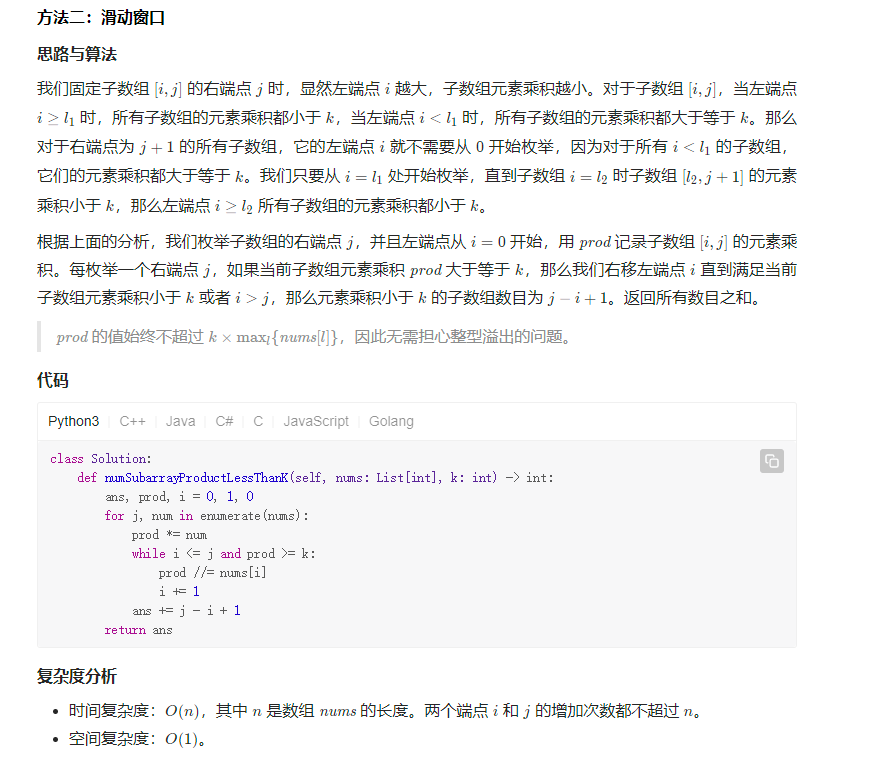 方法二：滑动窗口
思路与算法
我们固定子数组 [i, j] 的右端点 j 时，显然左端点 i 越大，子数组元素乘积越小。对于子数组 [i, j]，当左端点
i ≥ l₁ 时，所有子数组的元素乘积都小于 k，当左端点 i < l₁ 时，所有子数组的元素乘积都大于等于 k。那么
对于右端点为 j + 1 的所有子数组，它的左端点 i 就不需要从 0 开始枚举，因为对于所有 i < l₁ 的子数组，
它们的元素乘积都大于等于 k。我们只要从 i = l₁ 处开始枚举，直到子数组 i = l₂ 时子数组 [l₂, j + 1] 的元素
乘积小于 k，那么左端点 i ≥ l₂ 所有子数组的元素乘积都小于 k。
根据上面的分析，我们枚举子数组的右端点 j，并且左端点从 i = 0 开始，用 prod 记录子数组 [i, j] 的元素乘
积。每枚举一个右端点 j，如果当前子数组元素乘积 prod 大于等于 k，那么我们右移左端点 i 直到满足当前
子数组元素乘积小于 k 或者 i > j，那么元素乘积小于 k 的子数组数目为 j − i + 1。返回所有数目之和。
prod 的值始终不超过 k × maxₗ{nums[l]}，因此无需担心整型溢出的问题。
代码
Python3 C++ Java C# C JavaScript Golang
class Solution:
    def numSubarrayProductLessThanK(self, nums: List[int], k: int) -> int:
        ans, prod, i = 0, 1, 0
        for j, num in enumerate(nums):
            prod *= num
            while i <= j and prod >= k:
                prod //= nums[i]
                i += 1
            ans += j - i + 1
        return ans
复杂度分析
• 时间复杂度：O(n)，其中 n 是数组 nums 的长度。两个端点 i 和 j 的增加次数都不超过 n。
• 空间复杂度：O(1)。